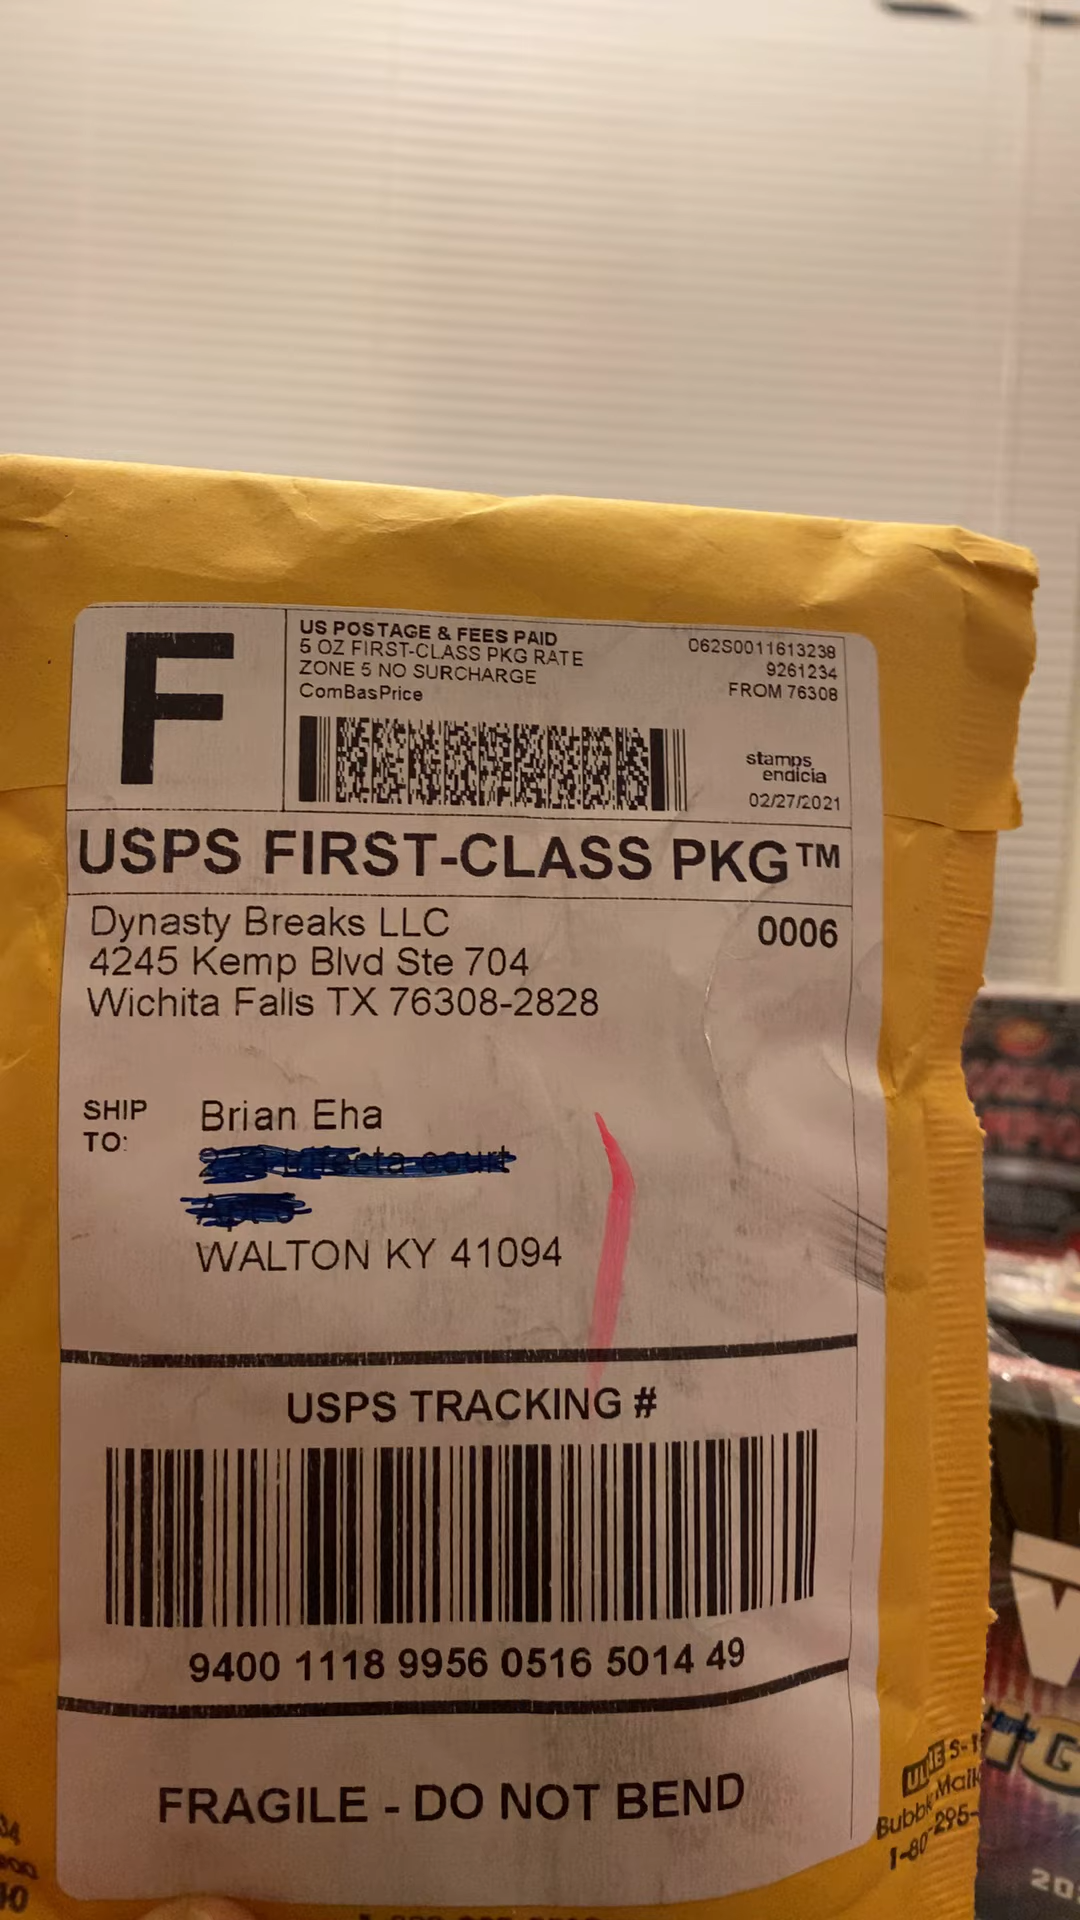 F
US POSTAGE & FEES PAID
5 OZ FIRST-CLASS PKG RATE
ZONE 5 NO SURCHARGE
ComBasPrice
062S0011613238
9261234
FROM 76308
stamps
endicia
02/27/2021
USPS FIRST-CLASS PKG™
Dynasty Breaks LLC
4245 Kemp Blvd Ste 704
Wichita Falls TX 76308-2828
0006
SHIP
TO:
Brian Eha
court
WALTON KY 41094
USPS TRACKING #
9400 1118 9956 0516 5014 49
FRAGILE - DO NOT BEND